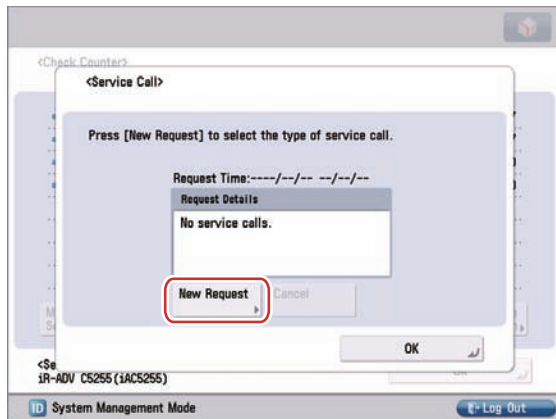 <Check Counter>
<Service Call>
Press [New Request] to select the type of service call.
Request Time:----/--/-- --/--/--
Request Details
No service calls.
New Request
Cancel
OK
iR-ADV C5255(iAC5255)
ID System Management Mode
Log Out